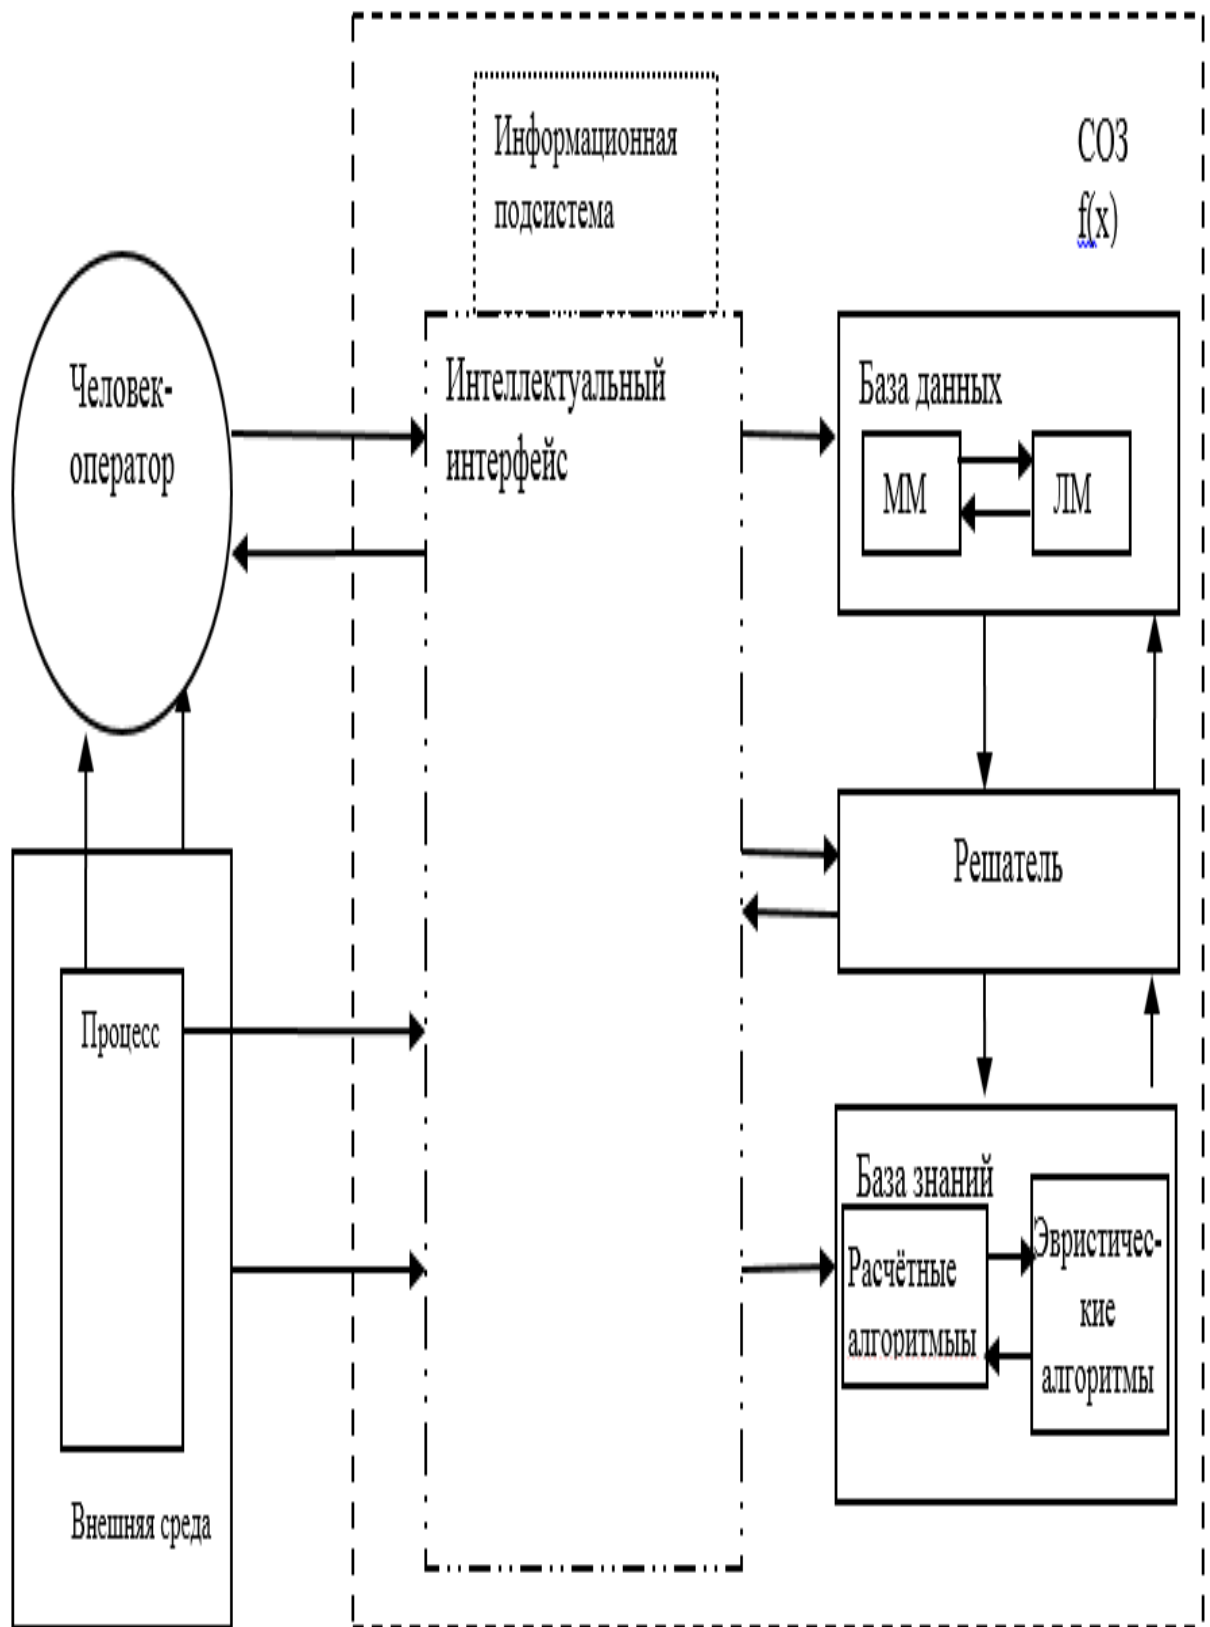 Информационная
подсистема
СОЗ
f(x)
Человек-
оператор
Интеллектуальный
интерфейс
База данных
ММ
ЛМ
Решатель
Процесс
База знаний
Расчётные
алгоритмыы
Эвристичес-
кие
алгоритмы
Внешняя среда